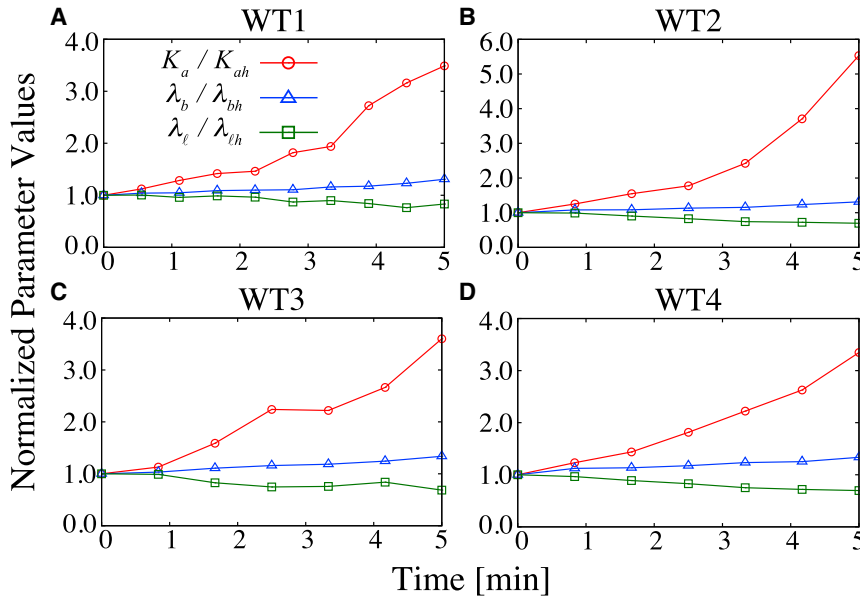 A
WT1
4.0
3.0
2.0
1.0
0.0
K_a / K_ah
λ_b / λ_bh
λ_ℓ / λ_ℓh
0 1 2 3 4 5
B
WT2
6.0
5.0
4.0
3.0
2.0
1.0
0.0
0 1 2 3 4 5
C
WT3
4.0
3.0
2.0
1.0
0.0
0 1 2 3 4 5
D
WT4
4.0
3.0
2.0
1.0
0.0
0 1 2 3 4 5
Normalized Parameter Values
Time [min]